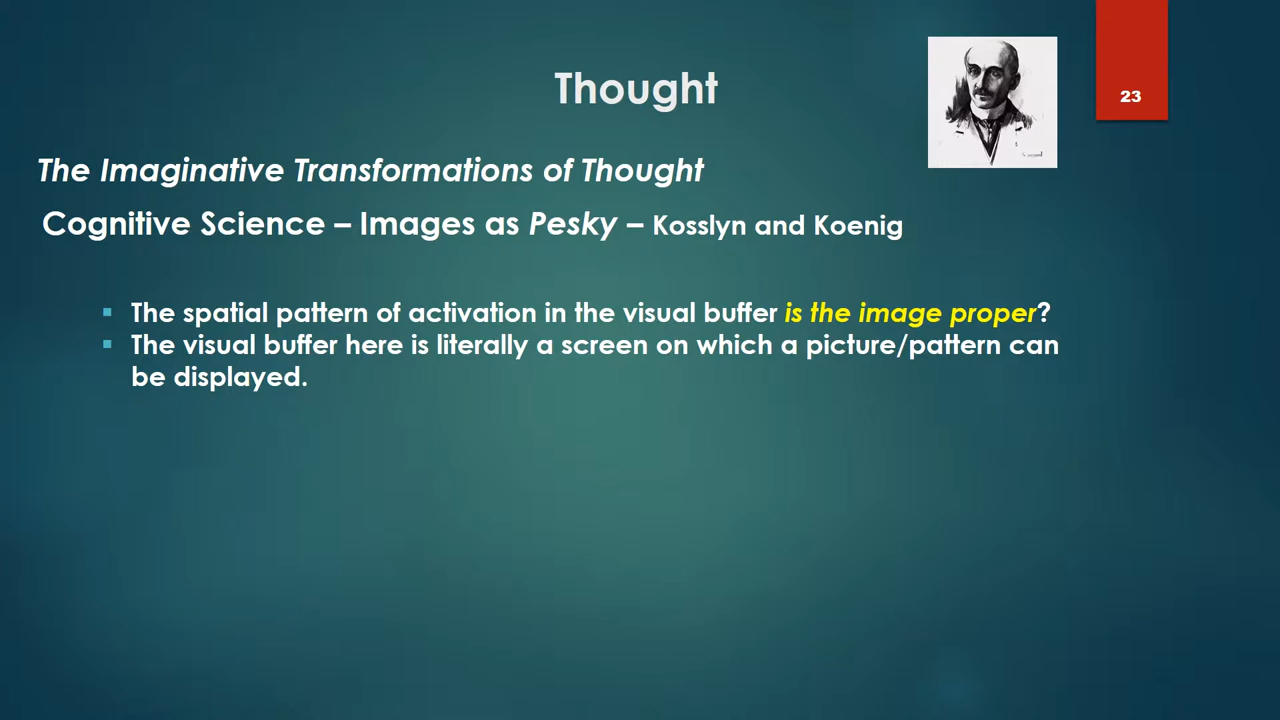 Thought
23
The Imaginative Transformations of Thought
Cognitive Science – Images as Pesky – Kosslyn and Koenig
▪ The spatial pattern of activation in the visual buffer is the image proper?
▪ The visual buffer here is literally a screen on which a picture/pattern can
be displayed.